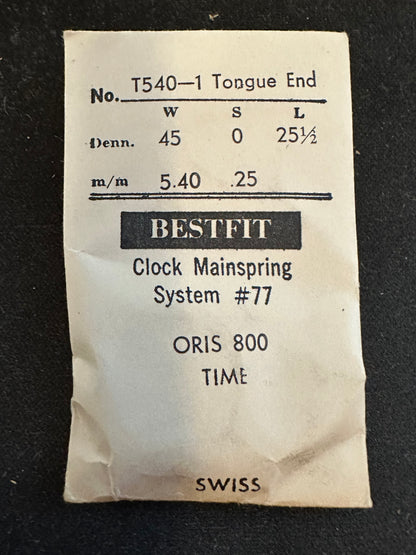 No. T540—1 Tongue End
W S L
Denn. 45 0 25½
m/m 5.40 .25
BESTFIT
Clock Mainspring
System #77
ORIS 800
TIME
SWISS